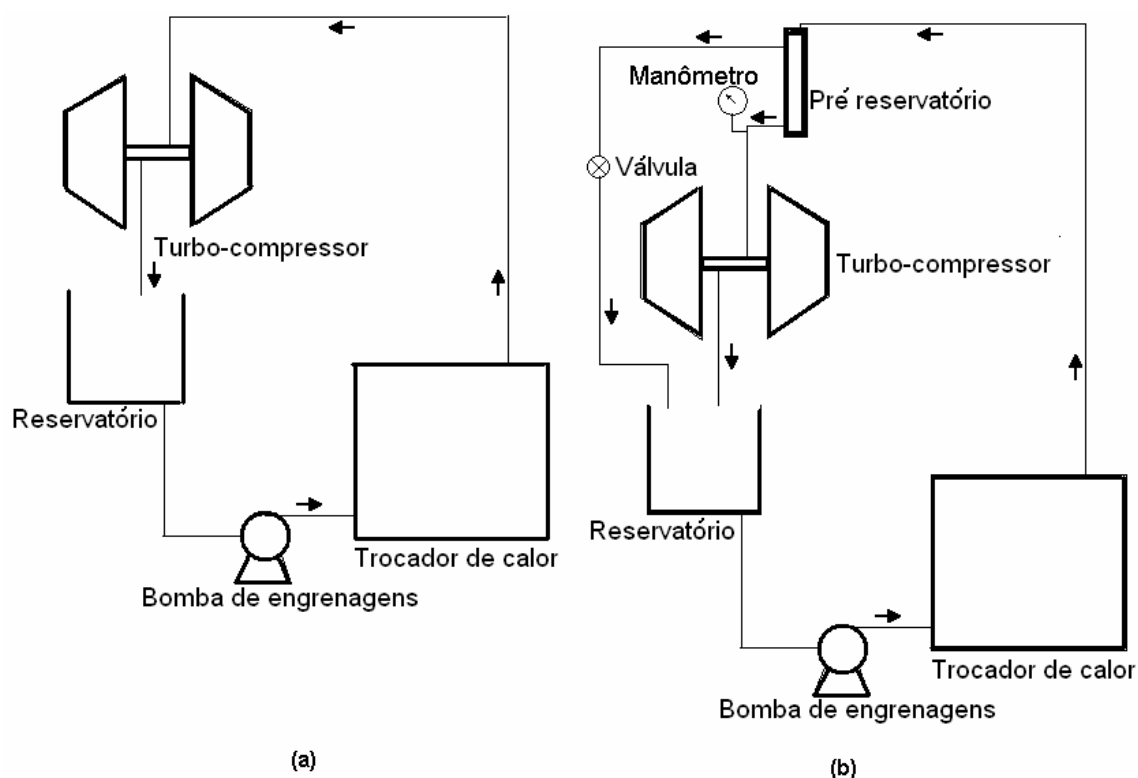 Turbo-compressor
Reservatório
Trocador de calor
Bomba de engrenagens
(a)
Manômetro
Pré reservatório
Válvula
Turbo-compressor
Reservatório
Trocador de calor
Bomba de engrenagens
(b)